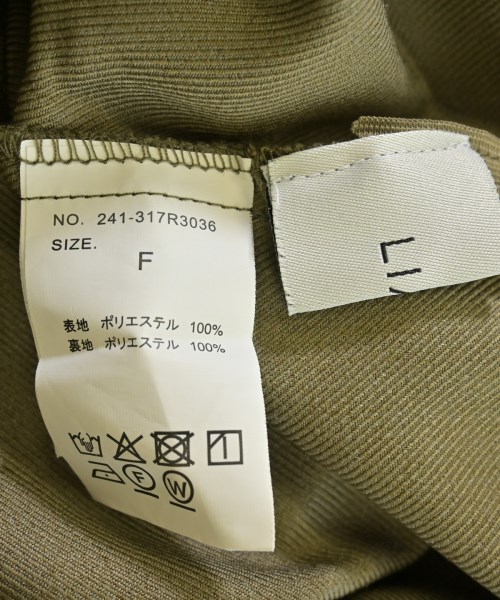 NO. 241-317R3036
SIZE.
F
表地 ポリエステル 100%
裏地 ポリエステル 100%
F
W